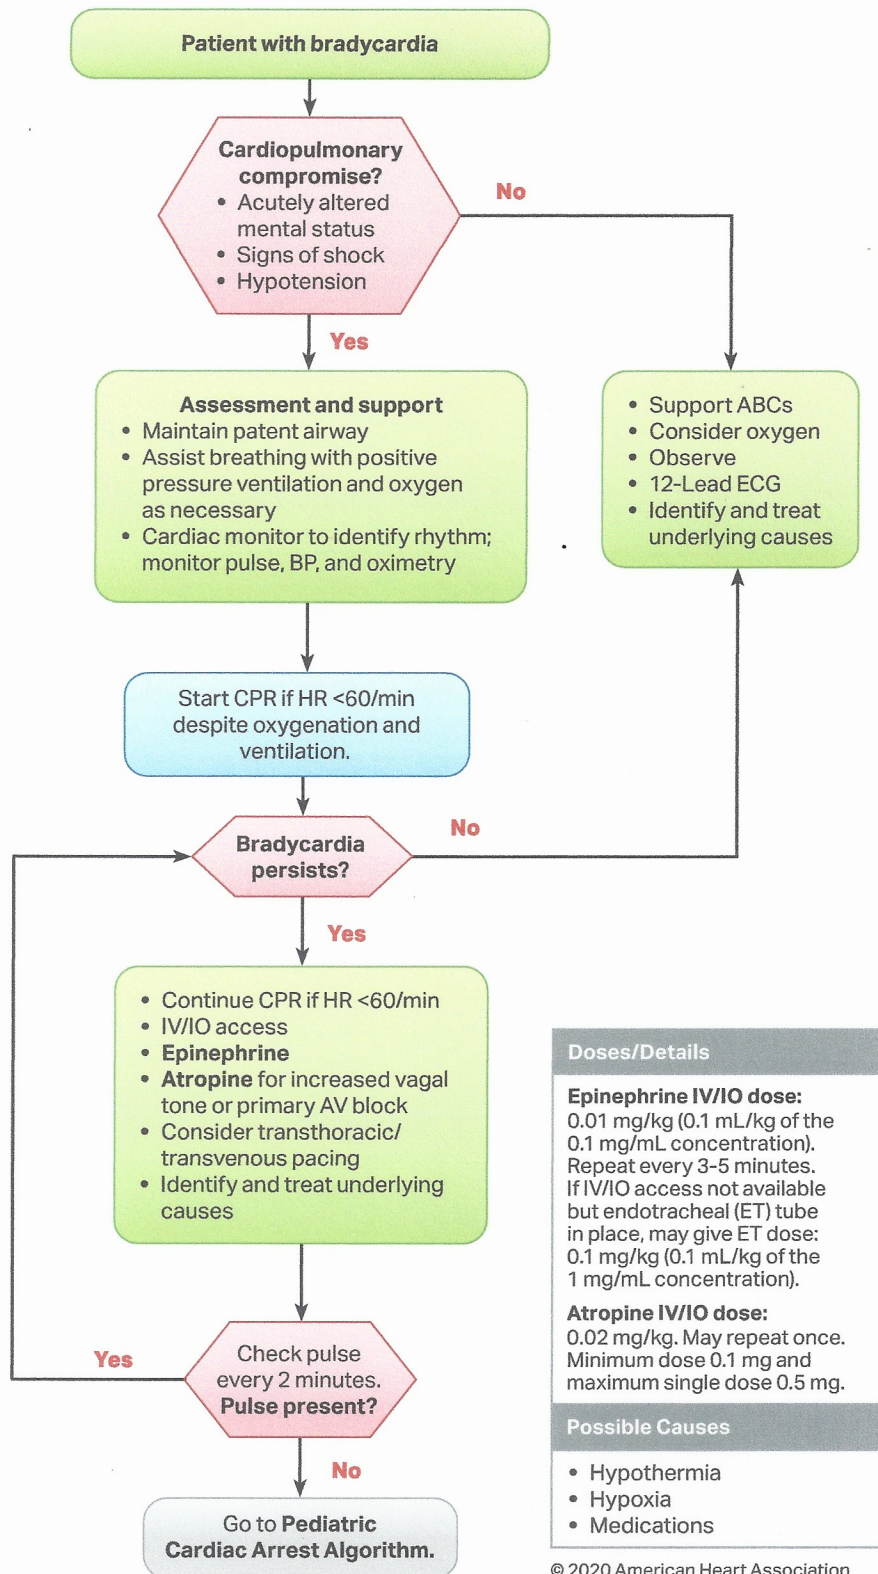 Patient with bradycardia
Cardiopulmonary
compromise?
• Acutely altered
mental status
• Signs of shock
• Hypotension
No
Yes
Assessment and support
• Maintain patent airway
• Assist breathing with positive
pressure ventilation and oxygen
as necessary
• Cardiac monitor to identify rhythm;
monitor pulse, BP, and oximetry
• Support ABCs
• Consider oxygen
• Observe
• 12-Lead ECG
• Identify and treat
underlying causes
Start CPR if HR <60/min
despite oxygenation and
ventilation.
Bradycardia
persists?
No
Yes
• Continue CPR if HR <60/min
• IV/IO access
• Epinephrine
• Atropine for increased vagal
tone or primary AV block
• Consider transthoracic/
transvenous pacing
• Identify and treat underlying
causes
Check pulse
every 2 minutes.
Pulse present?
Yes
No
Go to Pediatric
Cardiac Arrest Algorithm.
Doses/Details
Epinephrine IV/IO dose:
0.01 mg/kg (0.1 mL/kg of the
0.1 mg/mL concentration).
Repeat every 3-5 minutes.
If IV/IO access not available
but endotracheal (ET) tube
in place, may give ET dose:
0.1 mg/kg (0.1 mL/kg of the
1 mg/mL concentration).
Atropine IV/IO dose:
0.02 mg/kg. May repeat once.
Minimum dose 0.1 mg and
maximum single dose 0.5 mg.
Possible Causes
• Hypothermia
• Hypoxia
• Medications
© 2020 American Heart Association